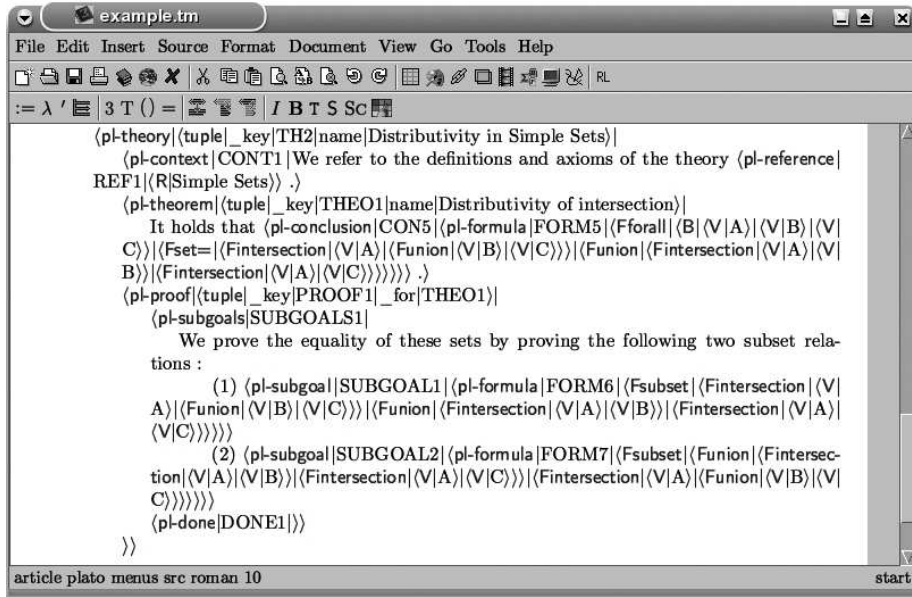 example.tm
File Edit Insert Source Format Document View Go Tools Help
RL
:= λ ' 3 T () = I B T S SC
⟨pl-theory|⟨tuple|_key|TH2|name|Distributivity in Simple Sets⟩|
⟨pl-context|CONT1|We refer to the definitions and axioms of the theory ⟨pl-reference|
REF1|⟨R|Simple Sets⟩⟩ .⟩
⟨pl-theorem|⟨tuple|_key|THEO1|name|Distributivity of intersection⟩|
It holds that ⟨pl-conclusion|CON5|⟨pl-formula|FORM5|⟨Fforall|⟨B|⟨V|A⟩|⟨V|B⟩|⟨V|
C⟩⟩|⟨Fset=|⟨Fintersection|⟨V|A⟩|⟨Funion|⟨V|B⟩|⟨V|C⟩⟩⟩|⟨Funion|⟨Fintersection|⟨V|A⟩|⟨V|
B⟩⟩|⟨Fintersection|⟨V|A⟩|⟨V|C⟩⟩⟩⟩⟩⟩⟩ .⟩
⟨pl-proof|⟨tuple|_key|PROOF1|_for|THEO1⟩|
⟨pl-subgoals|SUBGOALS1|
We prove the equality of these sets by proving the following two subset rela-
tions :
(1) ⟨pl-subgoal|SUBGOAL1|⟨pl-formula|FORM6|⟨Fsubset|⟨Fintersection|⟨V|
A⟩|⟨Funion|⟨V|B⟩|⟨V|C⟩⟩⟩|⟨Funion|⟨Fintersection|⟨V|A⟩|⟨V|B⟩⟩|⟨Fintersection|⟨V|A⟩|
⟨V|C⟩⟩⟩⟩⟩⟩
(2) ⟨pl-subgoal|SUBGOAL2|⟨pl-formula|FORM7|⟨Fsubset|⟨Funion|⟨Fintersec-
tion|⟨V|A⟩|⟨V|B⟩⟩|⟨Fintersection|⟨V|A⟩|⟨V|C⟩⟩⟩|⟨Fintersection|⟨V|A⟩|⟨Funion|⟨V|B⟩|⟨V|
C⟩⟩⟩⟩⟩⟩⟩
⟨pl-done|DONE1|⟩⟩
⟩⟩
article plato menus src roman 10 start